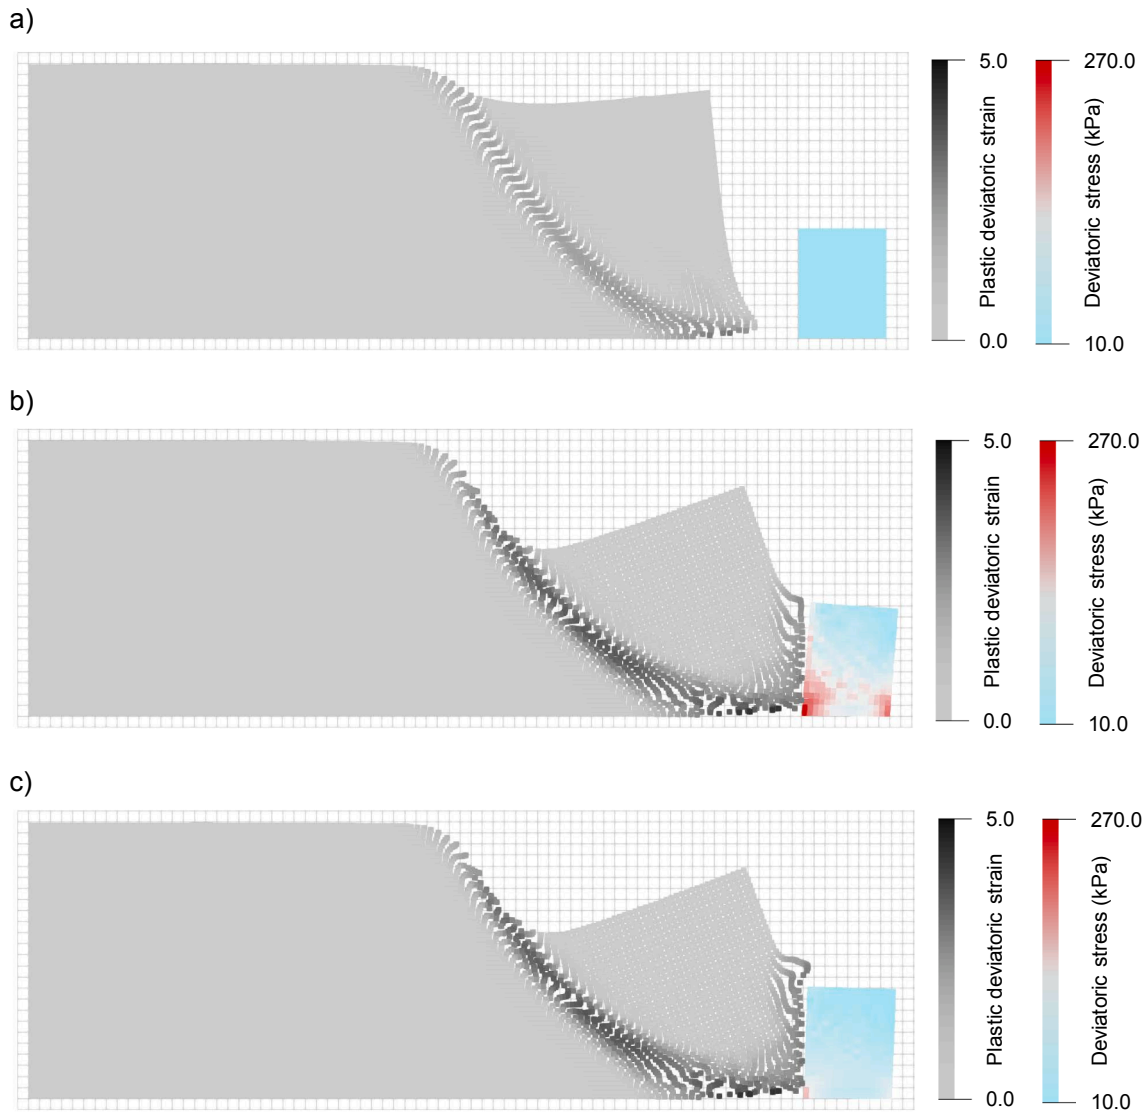 a)
5.0
Plastic deviatoric strain
0.0
270.0
Deviatoric stress (kPa)
10.0
b)
5.0
Plastic deviatoric strain
0.0
270.0
Deviatoric stress (kPa)
10.0
c)
5.0
Plastic deviatoric strain
0.0
270.0
Deviatoric stress (kPa)
10.0